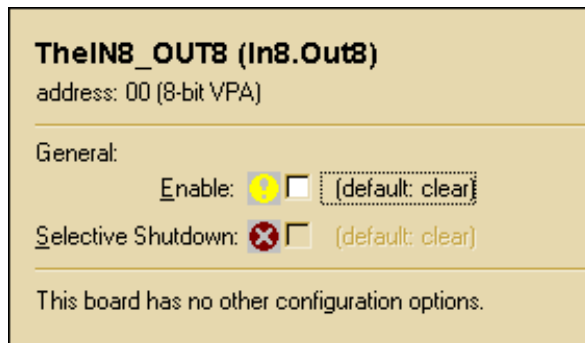 TheIN8_OUT8 (In8.Out8)
address: 00 (8-bit VPA)
General:
Enable: (default: clear)
Selective Shutdown: (default: clear)
This board has no other configuration options.